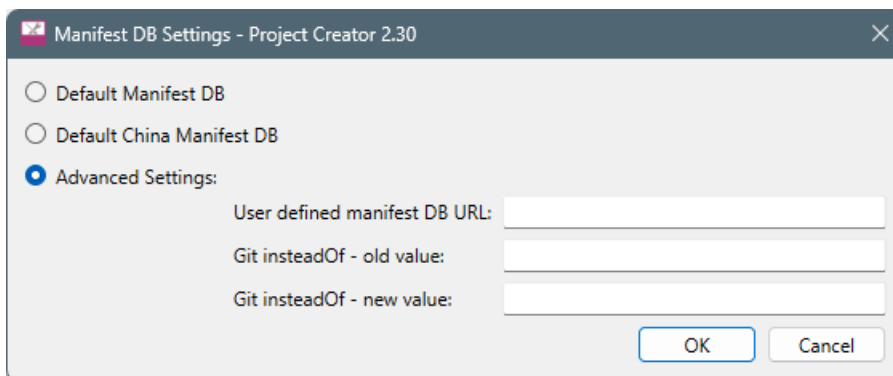 Manifest DB Settings - Project Creator 2.30
Default Manifest DB
Default China Manifest DB
Advanced Settings:
User defined manifest DB URL:
Git insteadOf - old value:
Git insteadOf - new value:
OK Cancel